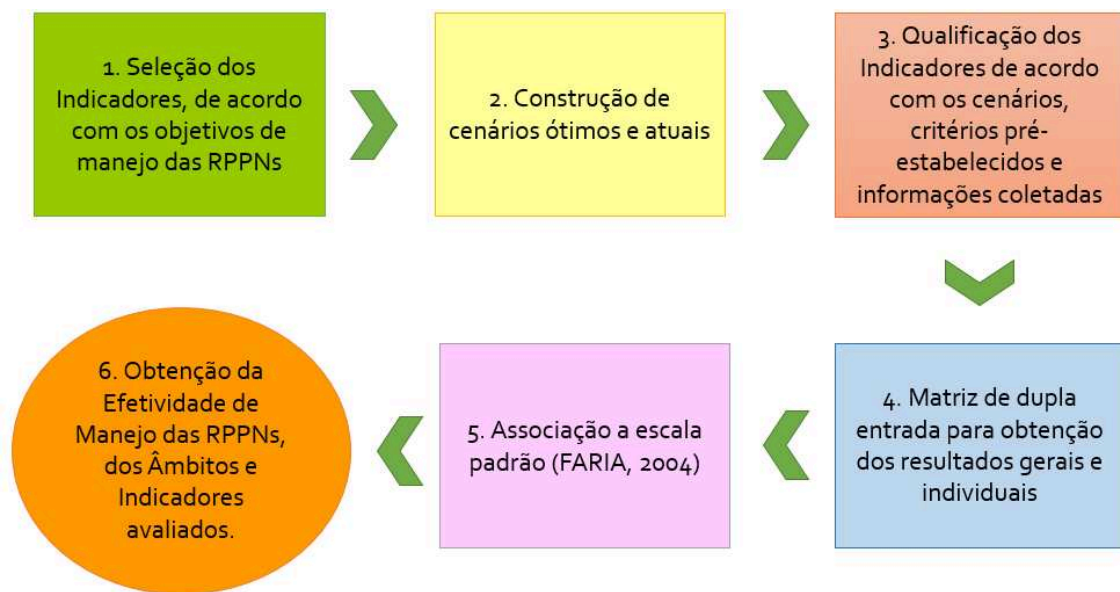 1. Seleção dos
Indicadores, de acordo
com os objetivos de
manejo das RPPNs
2. Construção de
cenários ótimos e atuais
3. Qualificação dos
Indicadores de acordo
com os cenários,
critérios pré-
estabelecidos e
informações coletadas
4. Matriz de dupla
entrada para obtenção
dos resultados gerais e
individuais
5. Associação a escala
padrão (FARIA, 2004)
6. Obtenção da
Efetividade de
Manejo das RPPNs,
dos Âmbitos e
Indicadores
avaliados.